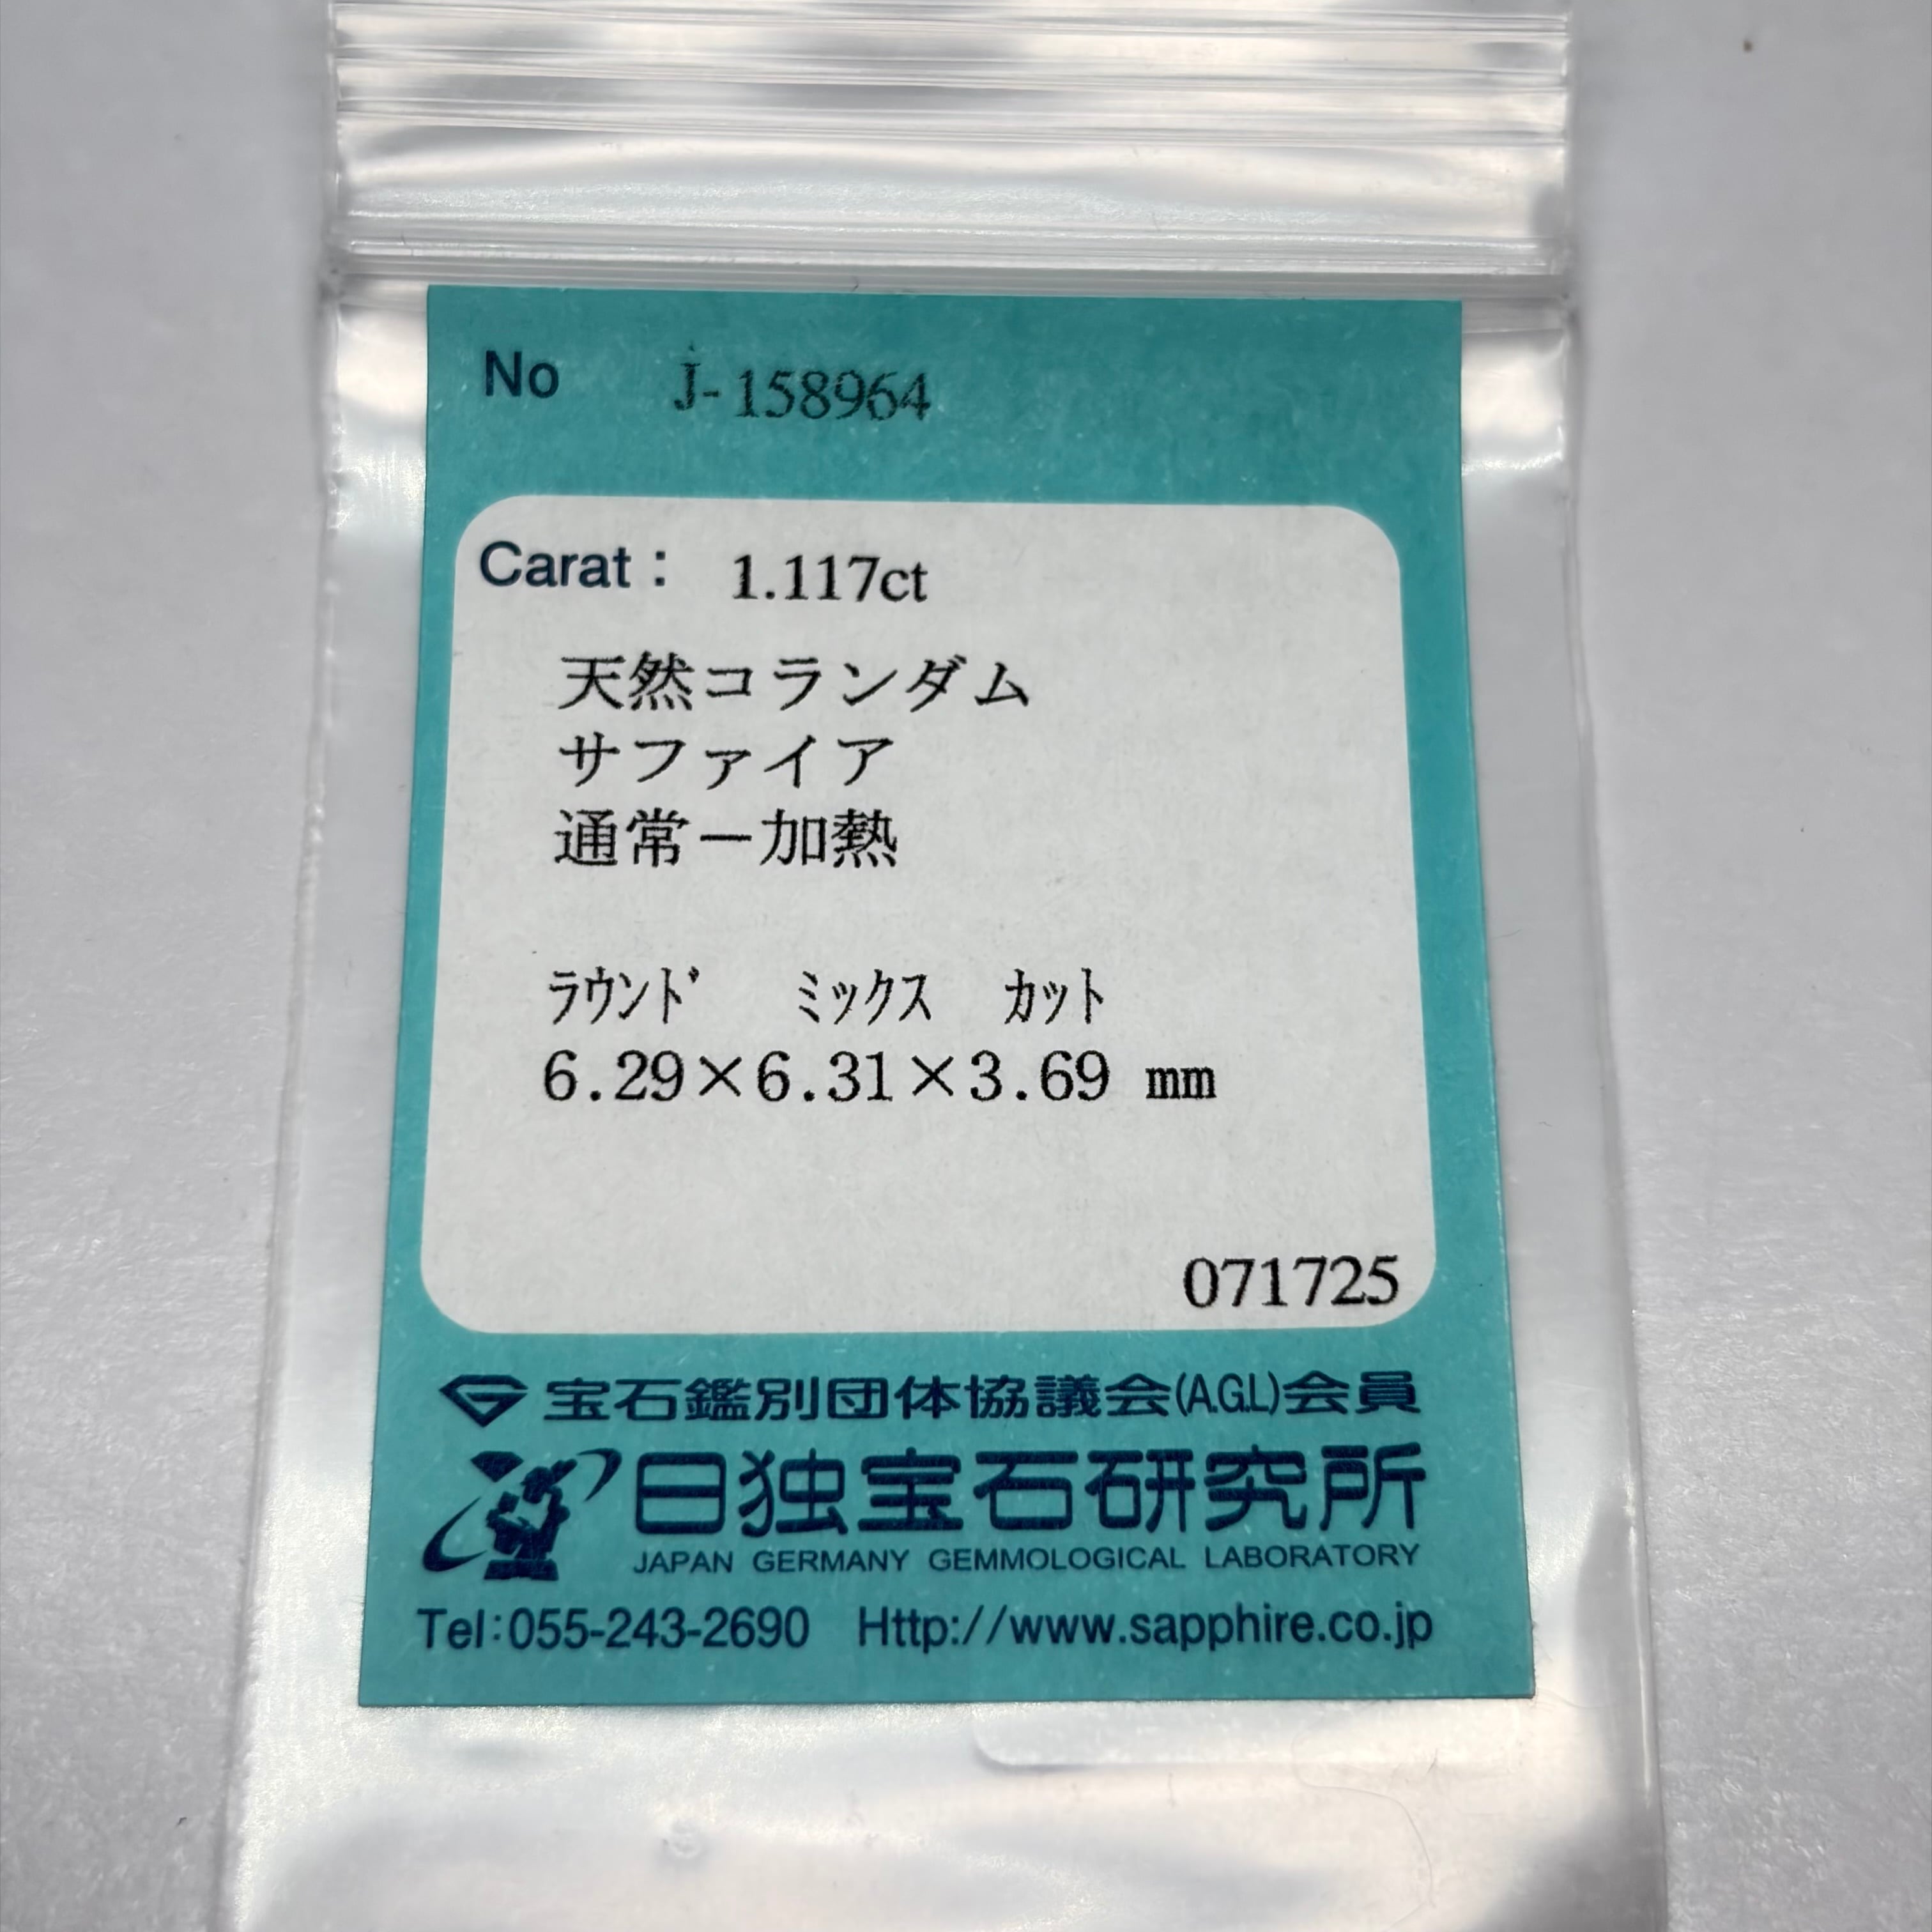 No J-158964
Carat： 1.117ct
天然コランダム
サファイア
通常－加熱
ﾗｳﾝﾄﾞ ﾐｯｸｽ ｶｯﾄ
6.29×6.31×3.69 mm
071725
宝石鑑別団体協議会(A.G.L)会員
日独宝石研究所
JAPAN GERMANY GEMMOLOGICAL LABORATORY
Tel:055-243-2690 Http://www.sapphire.co.jp